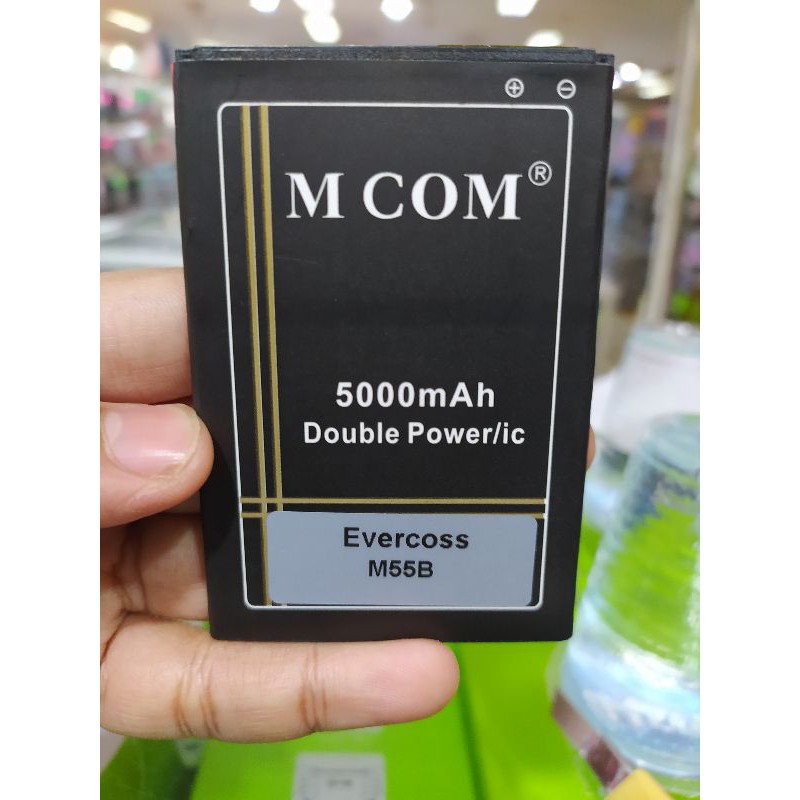 ⊕ ⊖
M COM®
5000mAh
Double Power/ic
Evercoss
M55B